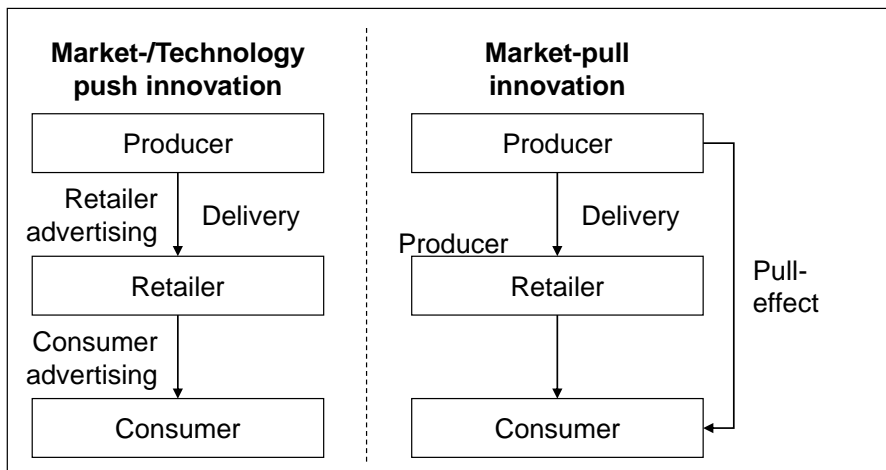 Market-/Technology
push innovation
Producer
Retailer
advertising
Delivery
Retailer
Consumer
advertising
Consumer
Market-pull
innovation
Producer
Delivery
Producer
Retailer
Pull-
effect
Consumer